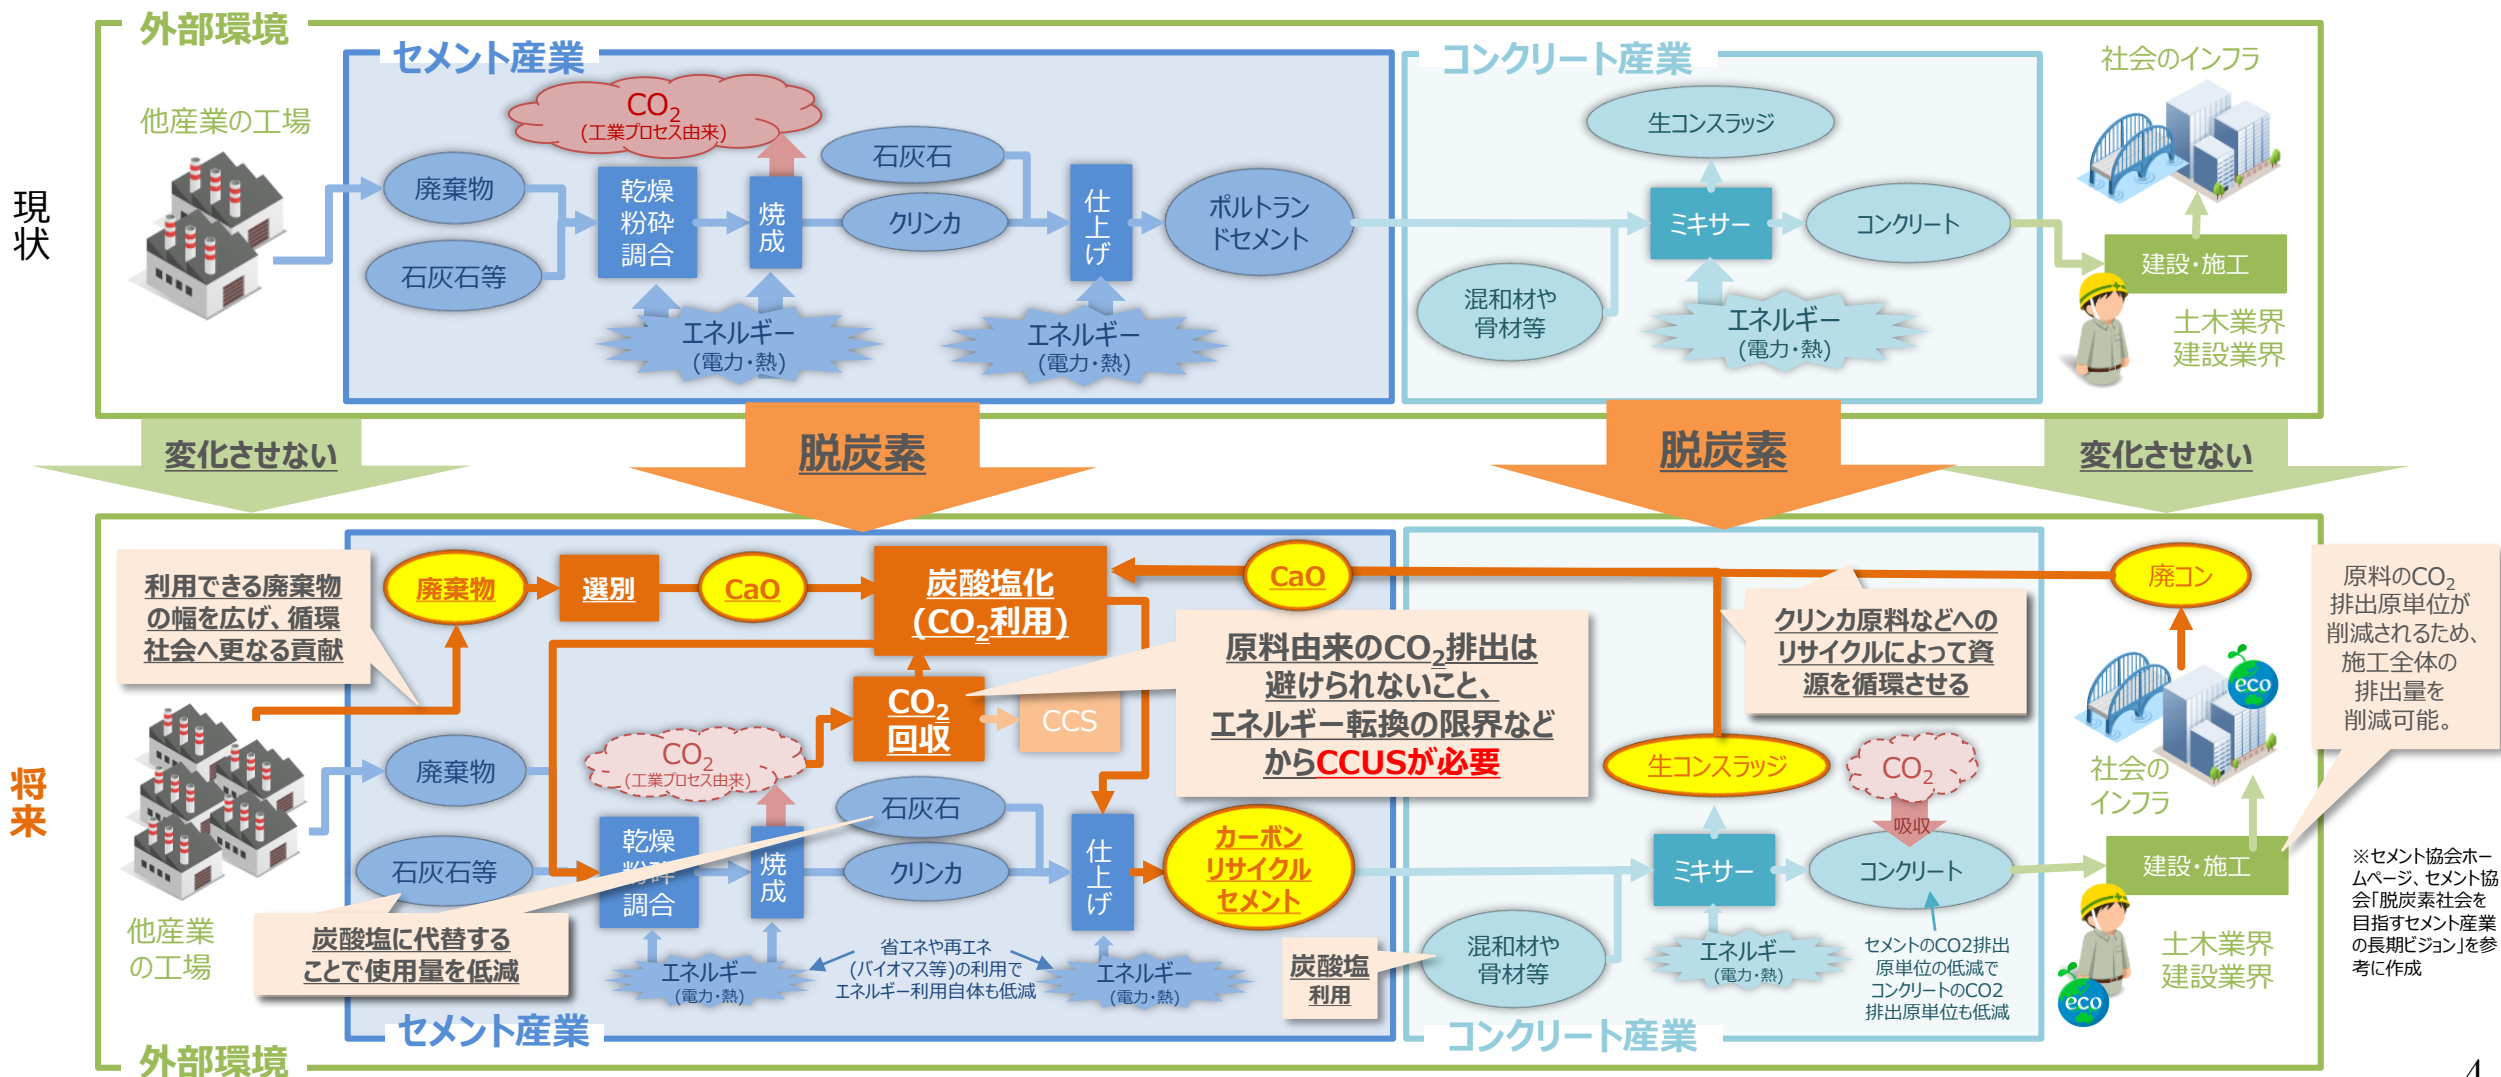 外部環境
セメント産業
コンクリート産業
現状
他産業の工場
廃棄物
石灰石等
CO2
(工業プロセス由来)
乾燥
粉砕
調合
焼成
石灰石
クリンカ
仕上げ
ポルトラン
ドセメント
エネルギー
(電力・熱)
エネルギー
(電力・熱)
生コンスラッジ
ミキサー
コンクリート
混和材や
骨材等
エネルギー
(電力・熱)
社会のインフラ
建設・施工
土木業界
建設業界
変化させない
脱炭素
脱炭素
変化させない
将来
利用できる廃棄物
の幅を広げ、循環
社会へ更なる貢献
廃棄物
選別
CaO
炭酸塩化
(CO2利用)
CaO
廃コン
原料のCO2
排出原単位が
削減されるため、
施工全体の
排出量を
削減可能。
原料由来のCO2排出は
避けられないこと、
エネルギー転換の限界など
からCCUSが必要
クリンカ原料などへの
リサイクルによって資
源を循環させる
CO2
回収
CCS
CO2
(工業プロセス由来)
廃棄物
石灰石等
乾燥
粉砕
調合
焼成
石灰石
クリンカ
仕上げ
カーボン
リサイクル
セメント
生コンスラッジ
CO2
吸収
ミキサー
コンクリート
社会の
インフラ
eco
建設・施工
他産業
の工場
炭酸塩に代替する
ことで使用量を低減
エネルギー
(電力・熱)
省エネや再エネ
(バイオマス等)の利用で
エネルギー利用自体も低減
エネルギー
(電力・熱)
炭酸塩
利用
混和材や
骨材等
エネルギー
(電力・熱)
セメントのCO2排出
原単位の低減で
コンクリートのCO2
排出原単位も低減
土木業界
建設業界
eco
※セメント協会ホー
ムページ、セメント協
会「脱炭素社会を
目指すセメント産業
の長期ビジョン」を参
考に作成
セメント産業
コンクリート産業
外部環境
4